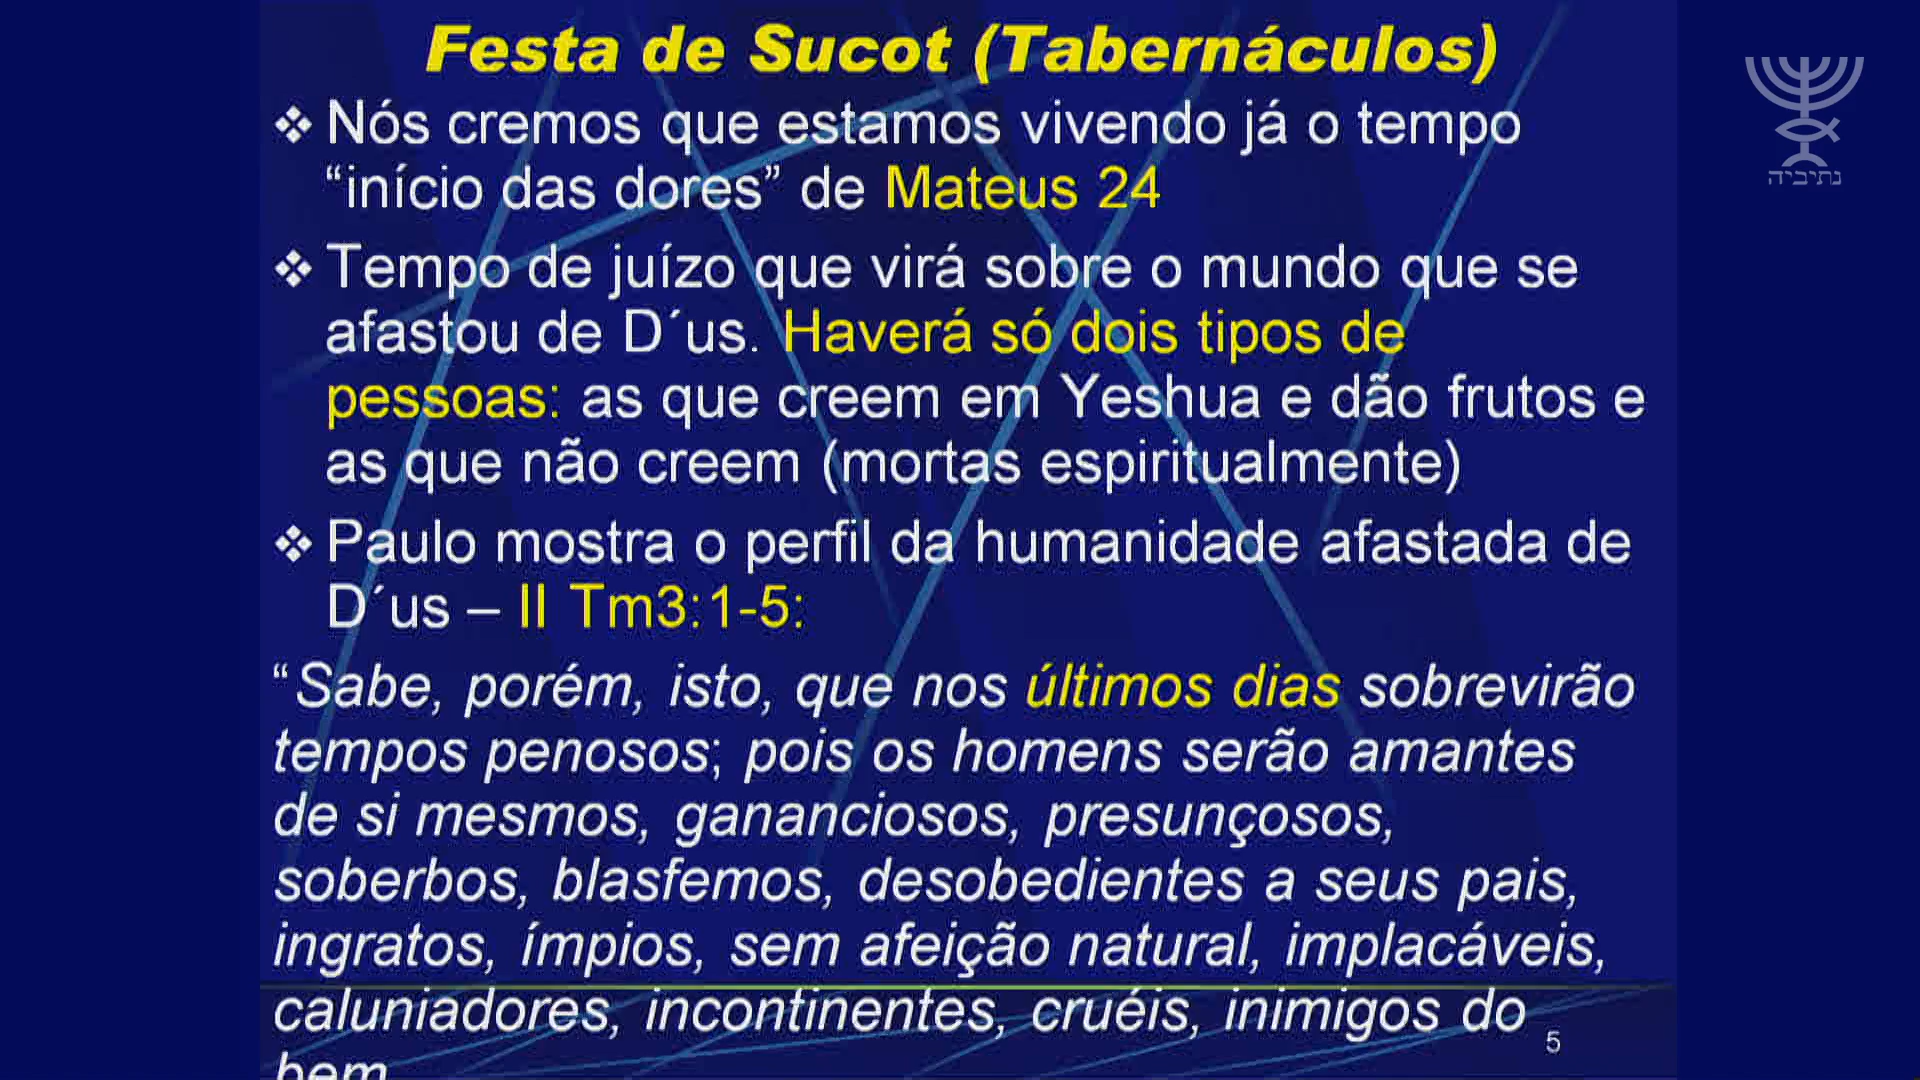 Festa de Sucot (Tabernáculos)
נתיביה
❖ Nós cremos que estamos vivendo já o tempo
“início das dores” de Mateus 24
❖ Tempo de juízo que virá sobre o mundo que se
afastou de D´us. Haverá só dois tipos de
pessoas: as que creem em Yeshua e dão frutos e
as que não creem (mortas espiritualmente)
❖ Paulo mostra o perfil da humanidade afastada de
D´us – II Tm3:1-5:
“Sabe, porém, isto, que nos últimos dias sobrevirão
tempos penosos; pois os homens serão amantes
de si mesmos, gananciosos, presunçosos,
soberbos, blasfemos, desobedientes a seus pais,
ingratos, ímpios, sem afeição natural, implacáveis,
caluniadores, incontinentes, cruéis, inimigos do
bem
5